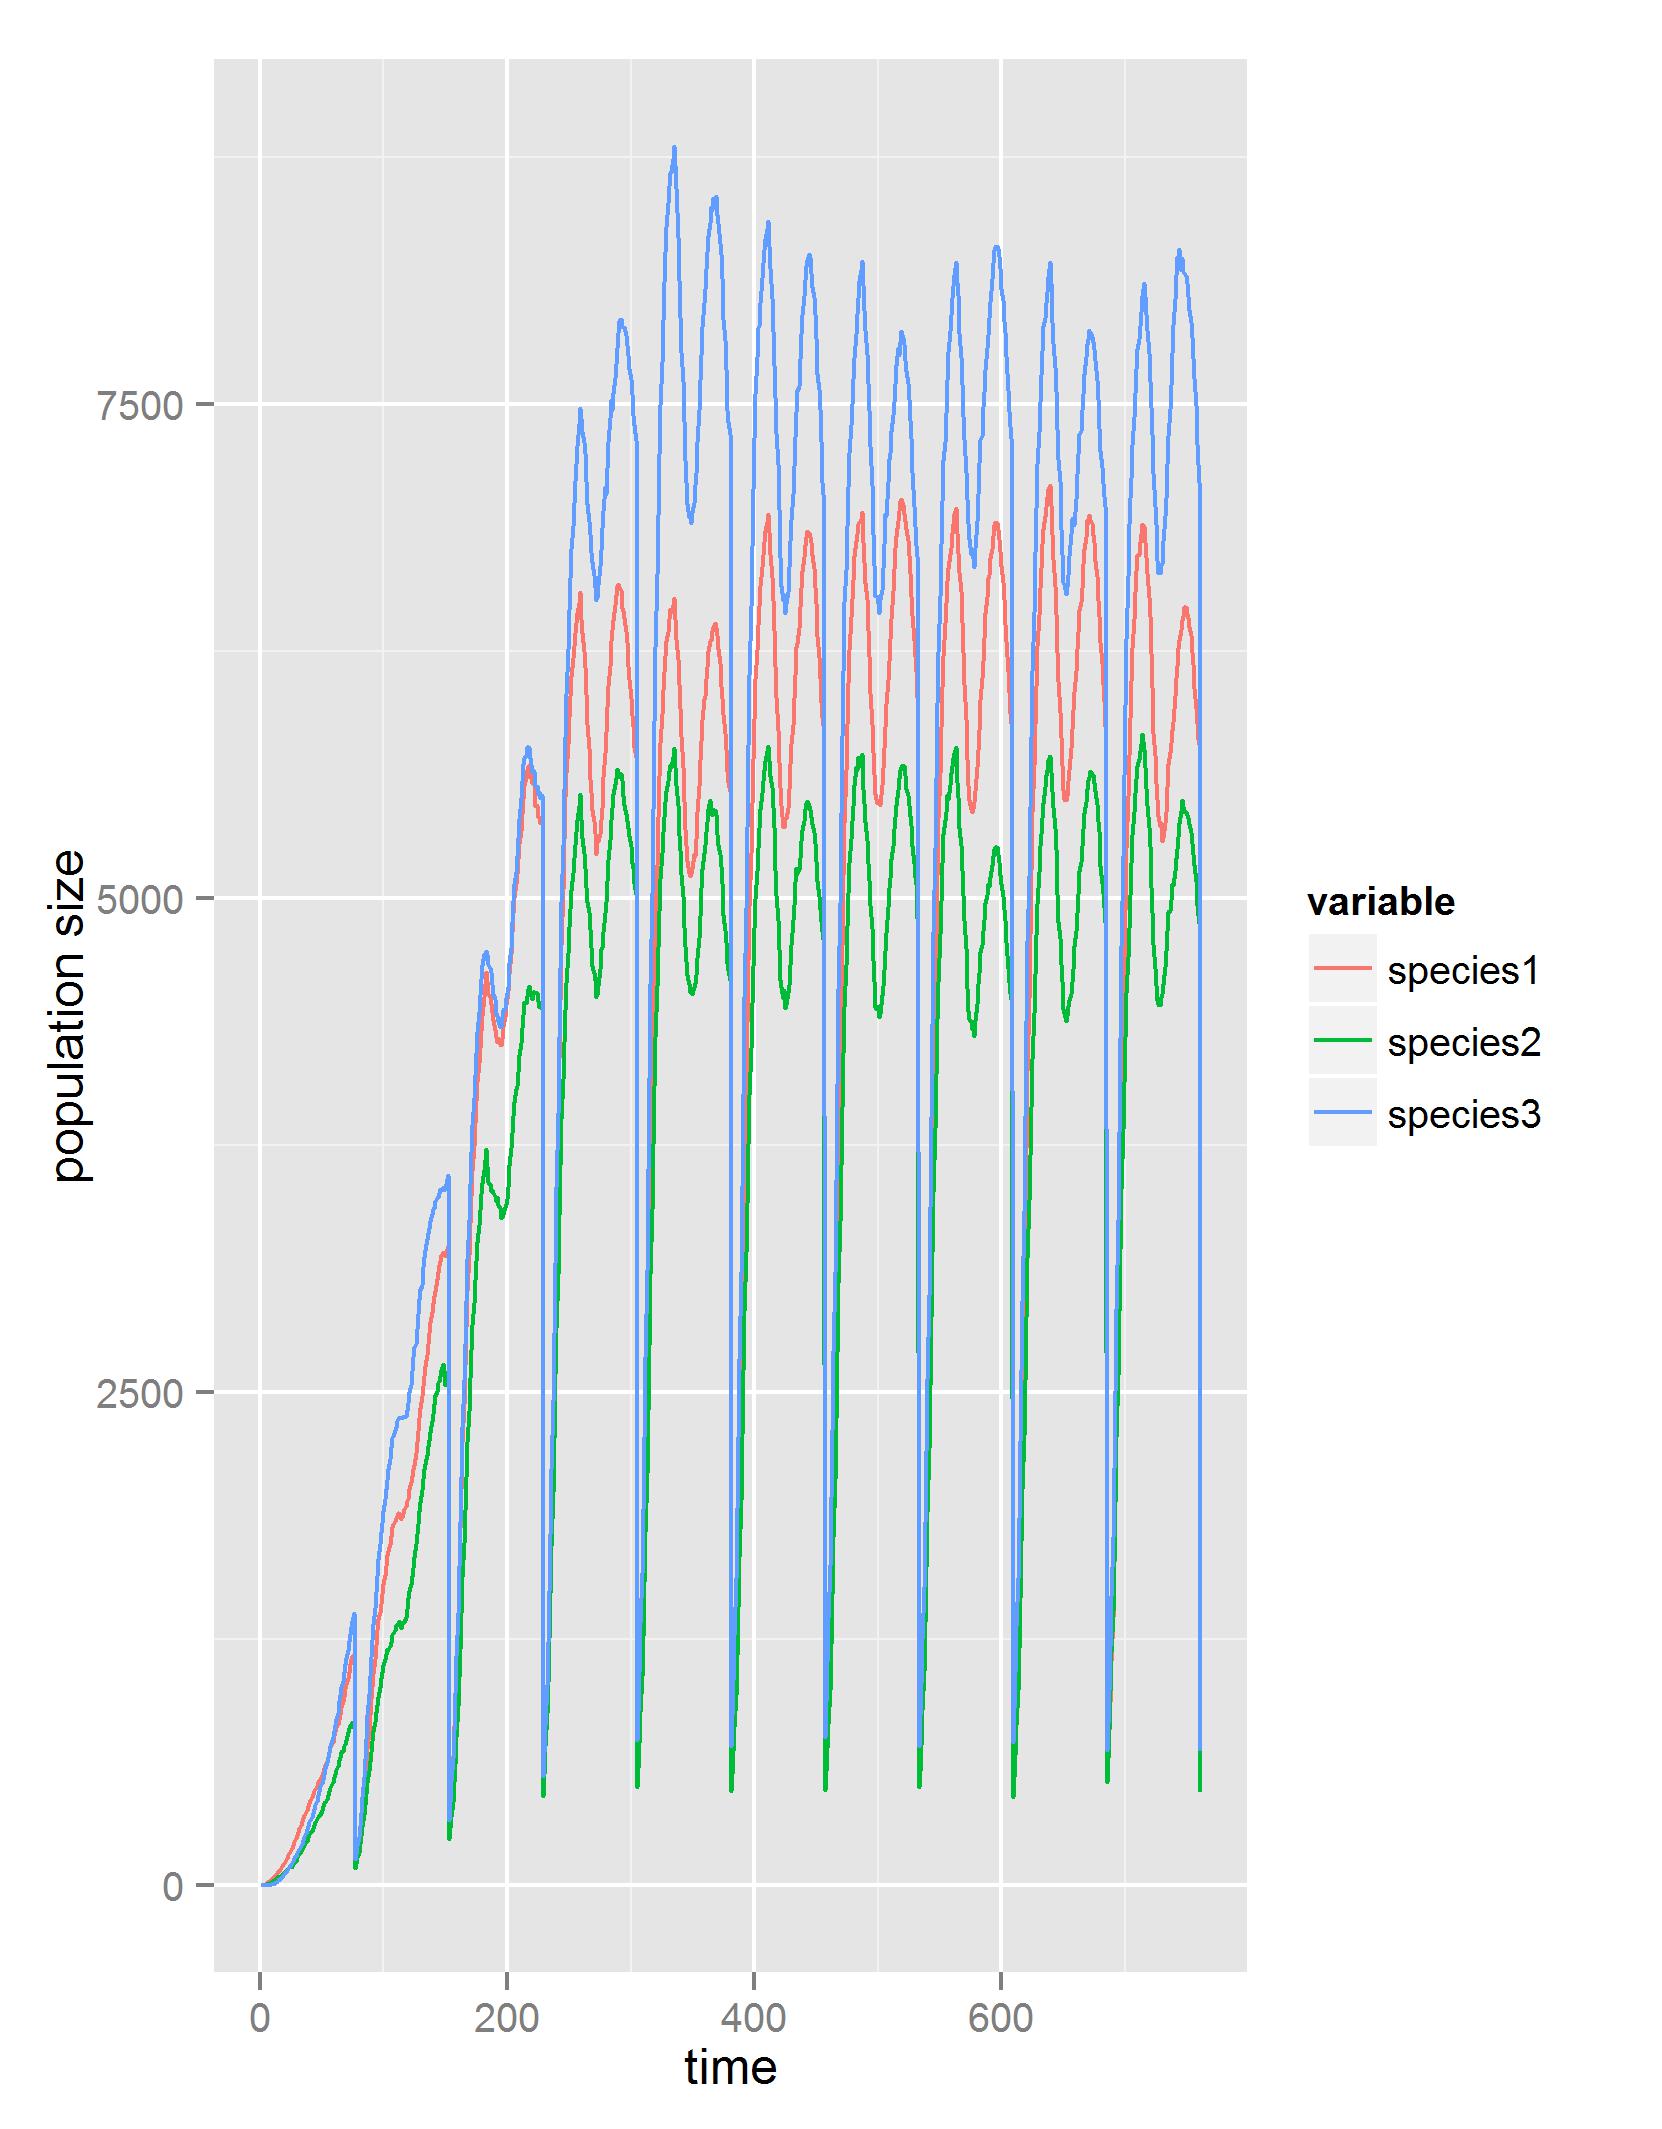 population size
7500
5000
2500
0
0 200 400 600
time
variable
species1
species2
species3